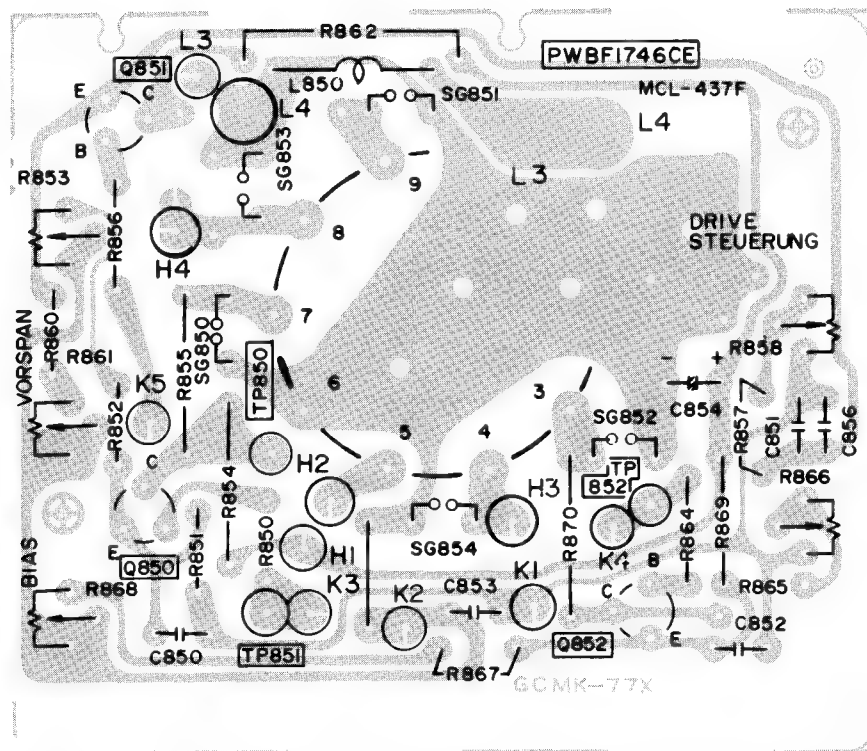 R862
L3
PWBF1746CE
Q851
L850
SG851
MCL-437F
E
C
L4
L4
B
SG853
R853
9
L3
R856
8
DRIVE
STEUERUNG
H4
7
R860
VORSPAN
SG850
R858
R861
R855
TP850
- +
K5
6
3
C854
R852
SG852
R857
C851
C856
5
4
C
R854
H2
TP
852
R866
H3
R870
R864
R869
R851
R850
SG854
H1
K4
B
BIAS
E
Q850
R868
K3
K2
C853
K1
C
R865
C850
TP851
Q852
E
C852
R867
GCMK-77X